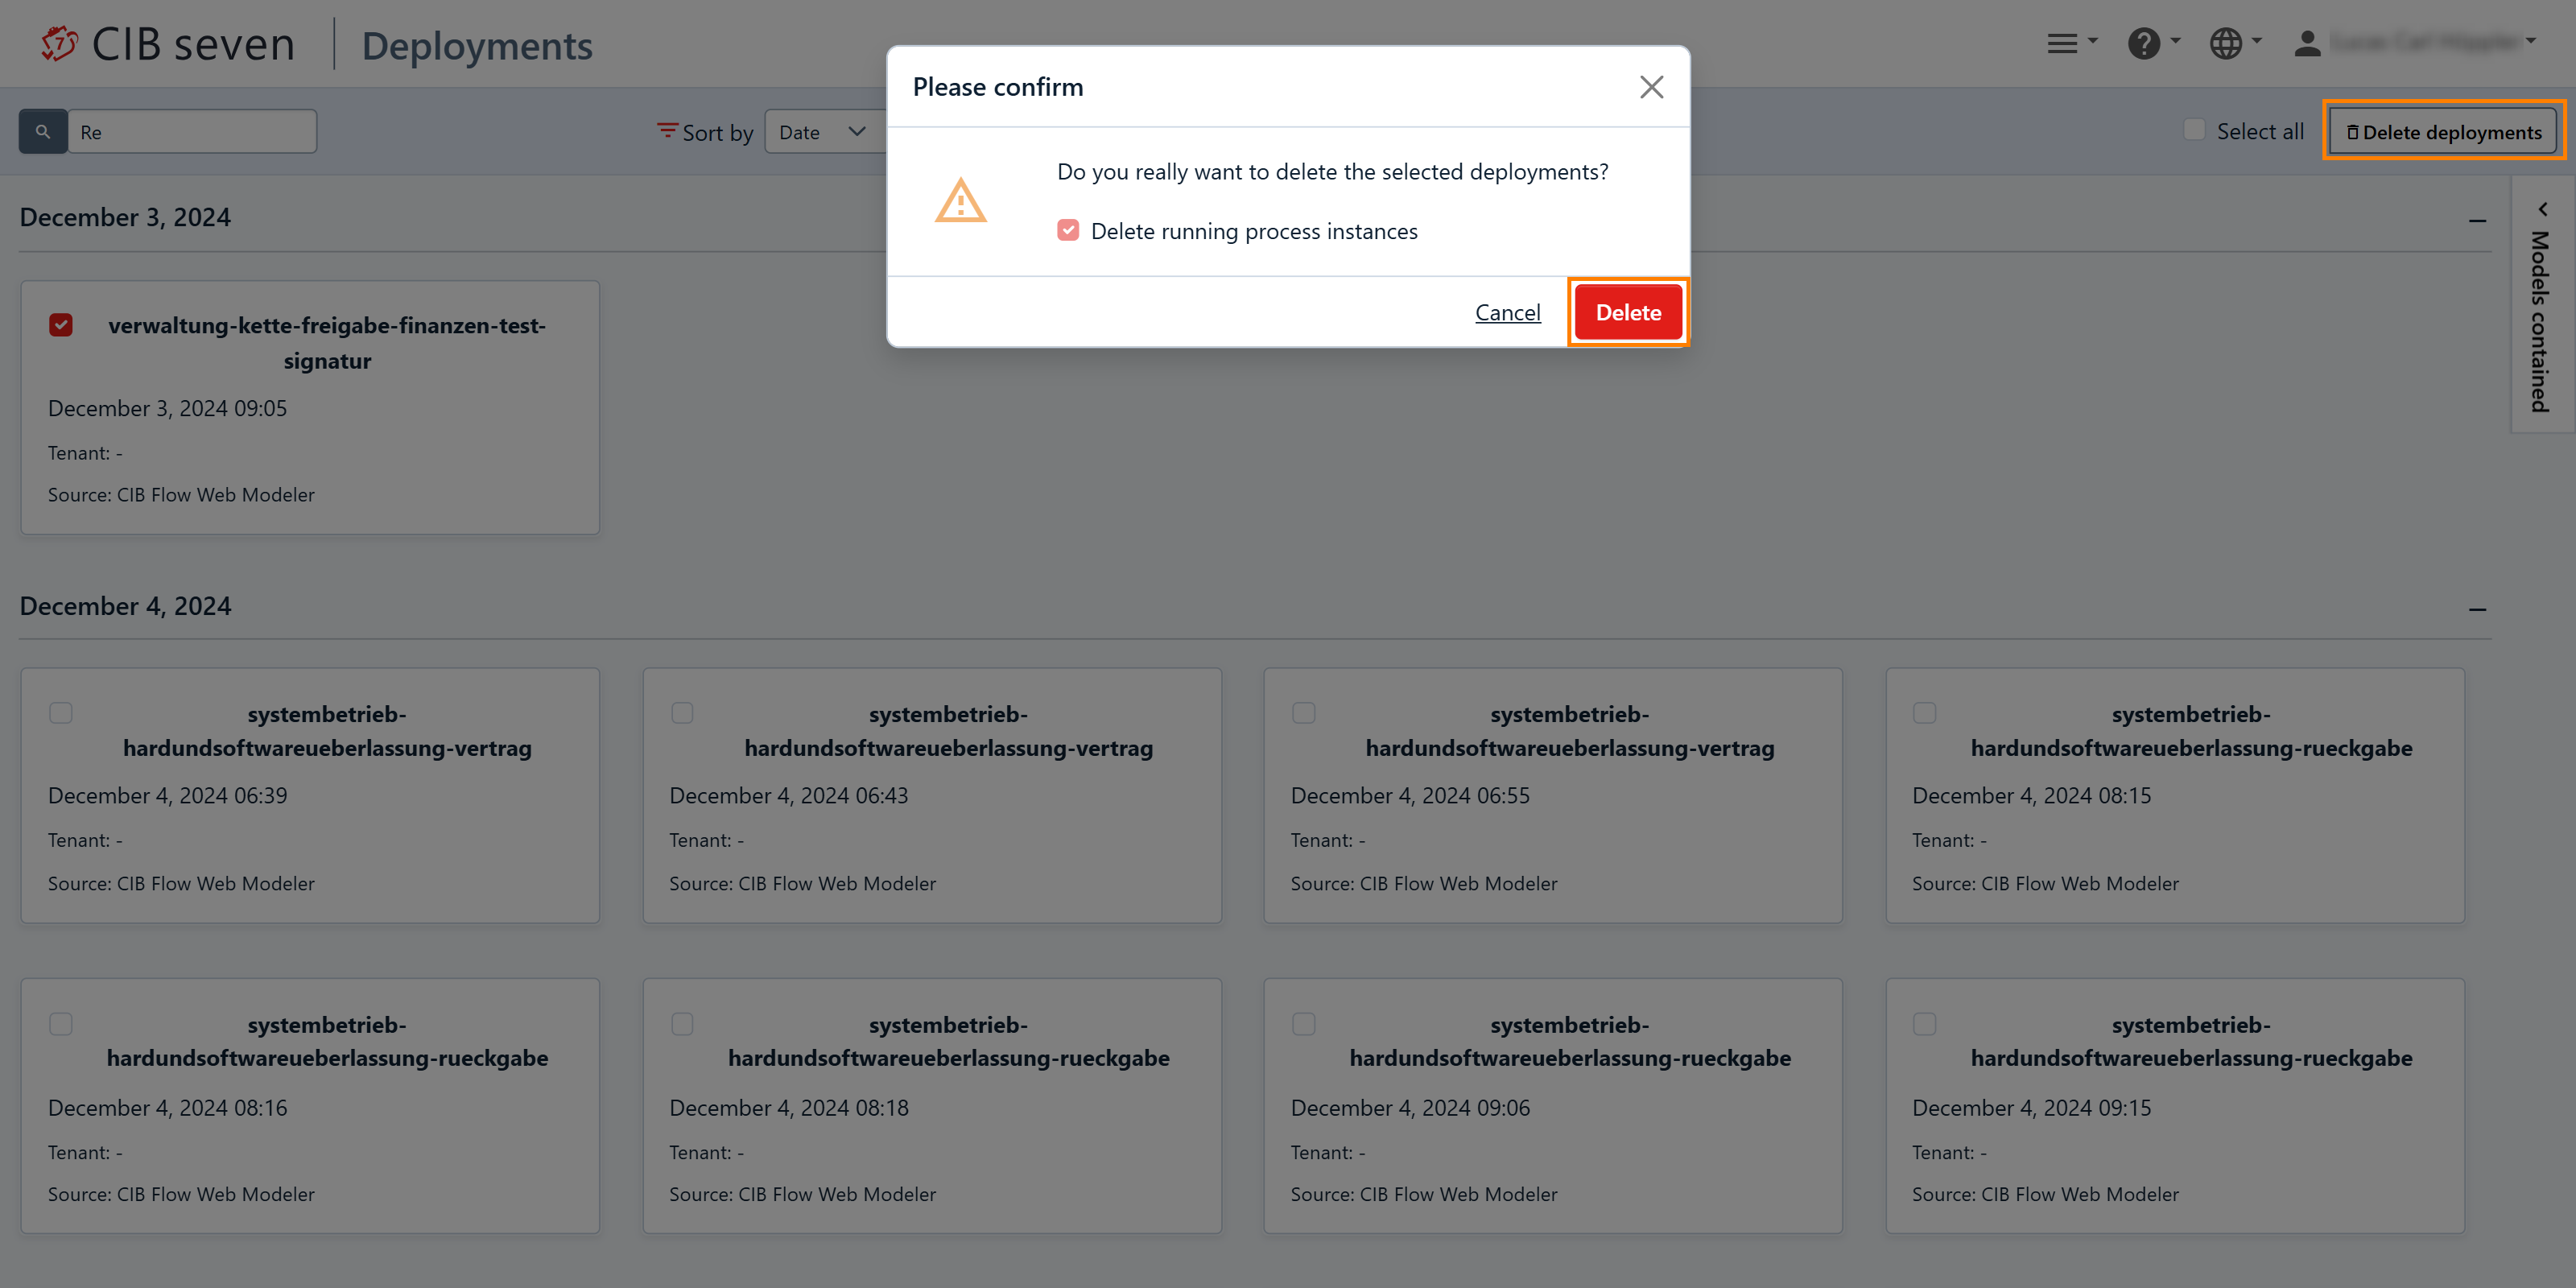 CIB seven
Deployments
Re
Sort by
Date
Select all
Delete deployments
Please confirm
Do you really want to delete the selected deployments?
Delete running process instances
Cancel
Delete
Models contained
December 3, 2024
verwaltung-kette-freigabe-finanzen-test-
signatur
December 3, 2024 09:05
Tenant: -
Source: CIB Flow Web Modeler
December 4, 2024
systembetrieb-
hardundsoftwareueberlassung-vertrag
December 4, 2024 06:39
Tenant: -
Source: CIB Flow Web Modeler
systembetrieb-
hardundsoftwareueberlassung-vertrag
December 4, 2024 06:43
Tenant: -
Source: CIB Flow Web Modeler
systembetrieb-
hardundsoftwareueberlassung-vertrag
December 4, 2024 06:55
Tenant: -
Source: CIB Flow Web Modeler
systembetrieb-
hardundsoftwareueberlassung-rueckgabe
December 4, 2024 08:15
Tenant: -
Source: CIB Flow Web Modeler
systembetrieb-
hardundsoftwareueberlassung-rueckgabe
December 4, 2024 08:16
Tenant: -
Source: CIB Flow Web Modeler
systembetrieb-
hardundsoftwareueberlassung-rueckgabe
December 4, 2024 08:18
Tenant: -
Source: CIB Flow Web Modeler
systembetrieb-
hardundsoftwareueberlassung-rueckgabe
December 4, 2024 09:06
Tenant: -
Source: CIB Flow Web Modeler
systembetrieb-
hardundsoftwareueberlassung-rueckgabe
December 4, 2024 09:15
Tenant: -
Source: CIB Flow Web Modeler